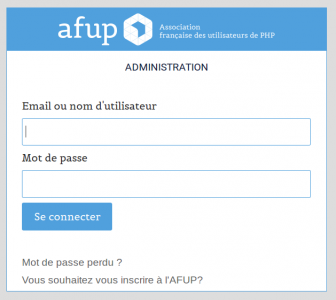 afup
Association
française des utilisateurs de PHP
ADMINISTRATION
Email ou nom d'utilisateur
Mot de passe
Se connecter
Mot de passe perdu ?
Vous souhaitez vous inscrire à l'AFUP?